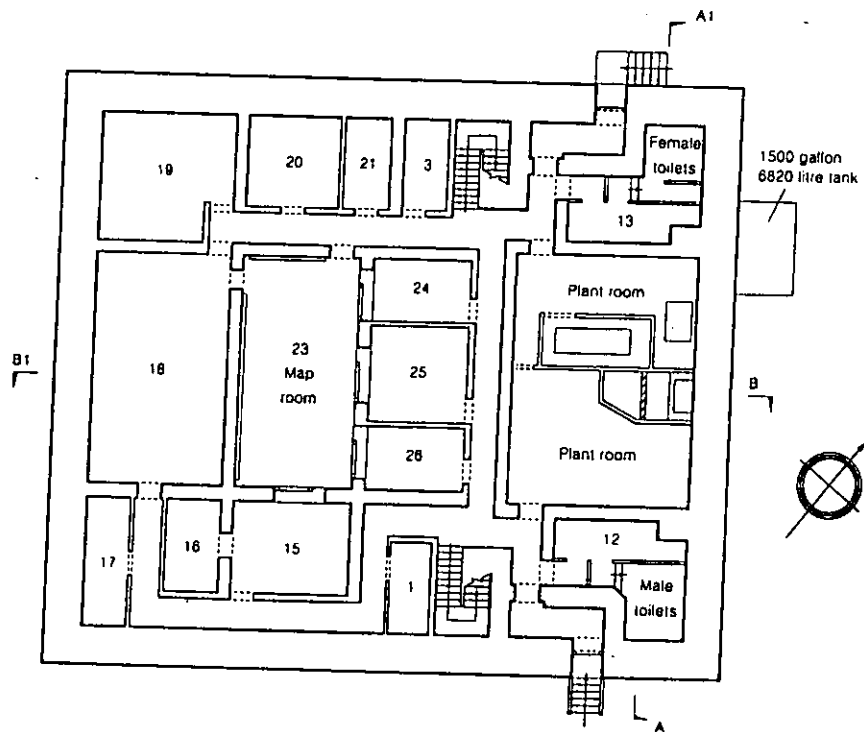 A1
Female
toilets
1500 gallon
6820 litre tank
19
20
21
3
13
24
Plant room
23
Map
room
18
25
B1
B
26
Plant room
17
16
15
1
12
Male
toilets
A